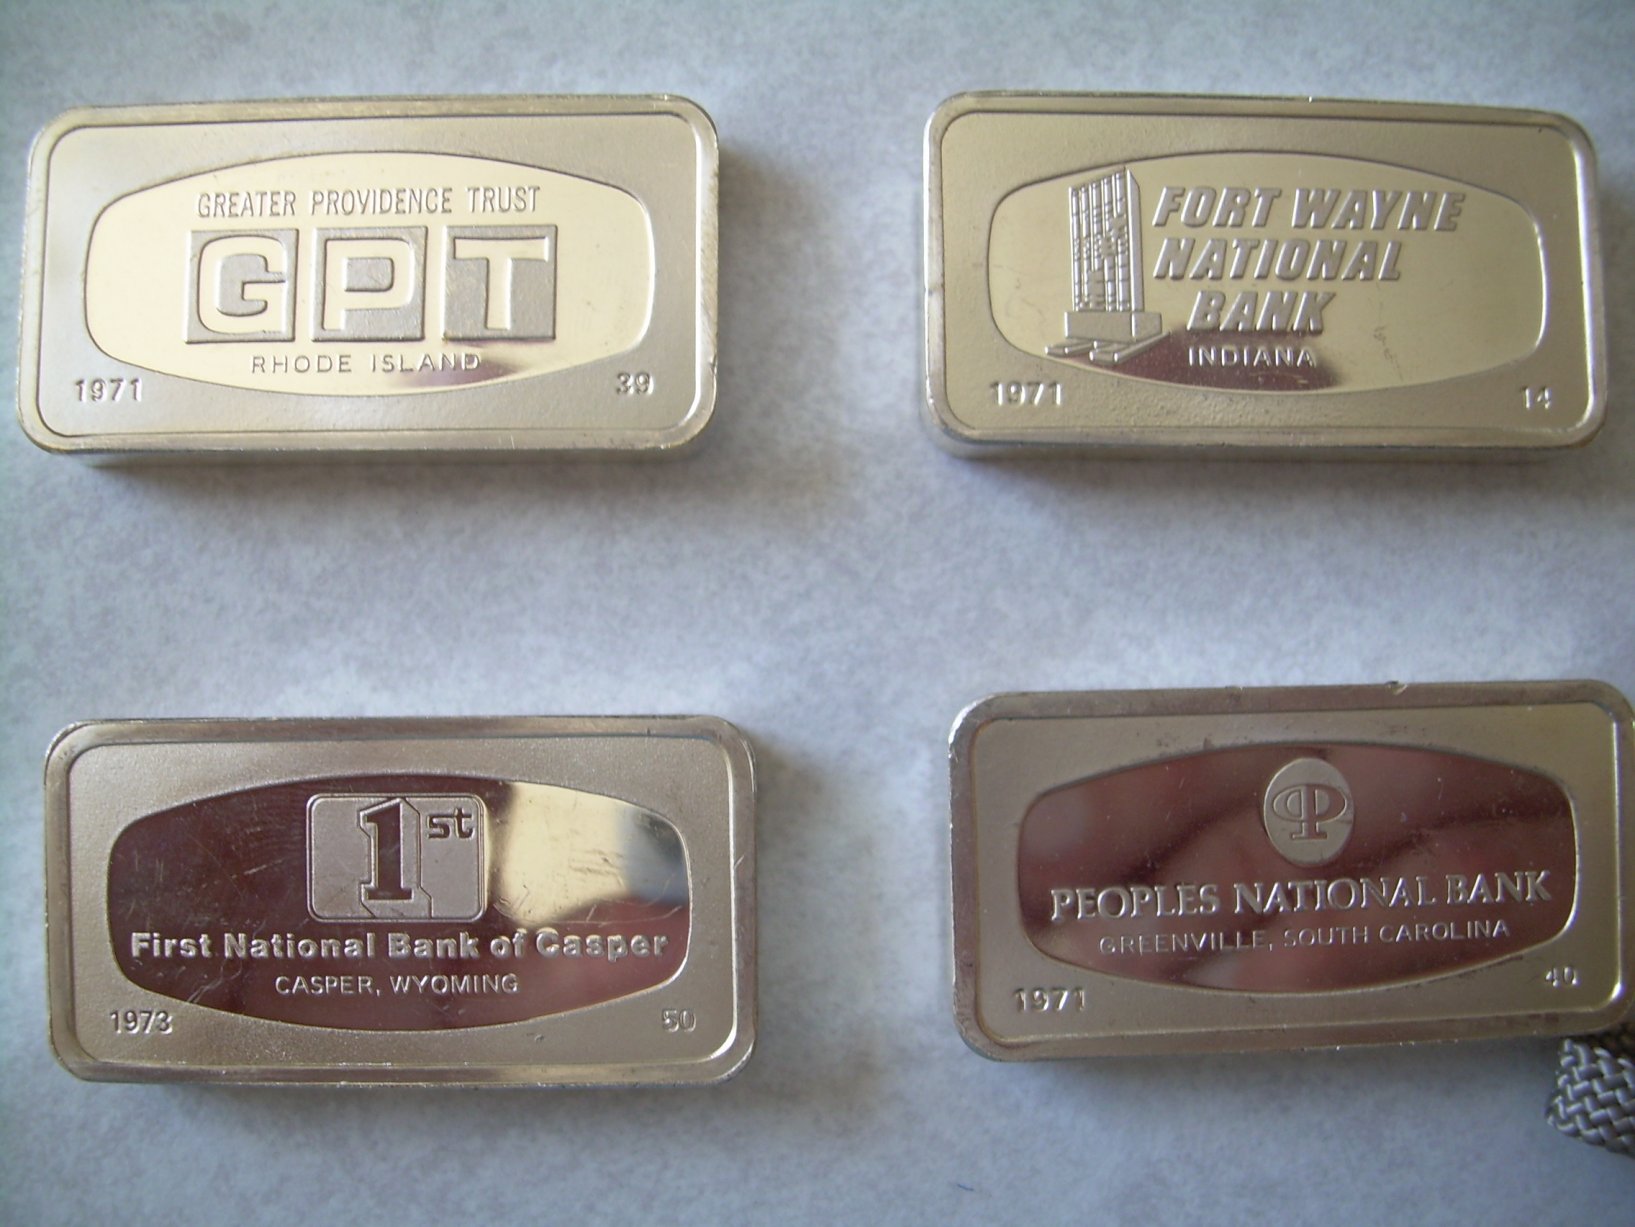 GREATER PROVIDENCE TRUST
GPT
RHODE ISLAND
1971 39
FORT WAYNE
NATIONAL
BANK
INDIANA
1971 14
1st
First National Bank of Casper
CASPER, WYOMING
1973 50
P
PEOPLES NATIONAL BANK
GREENVILLE, SOUTH CAROLINA
1971 40